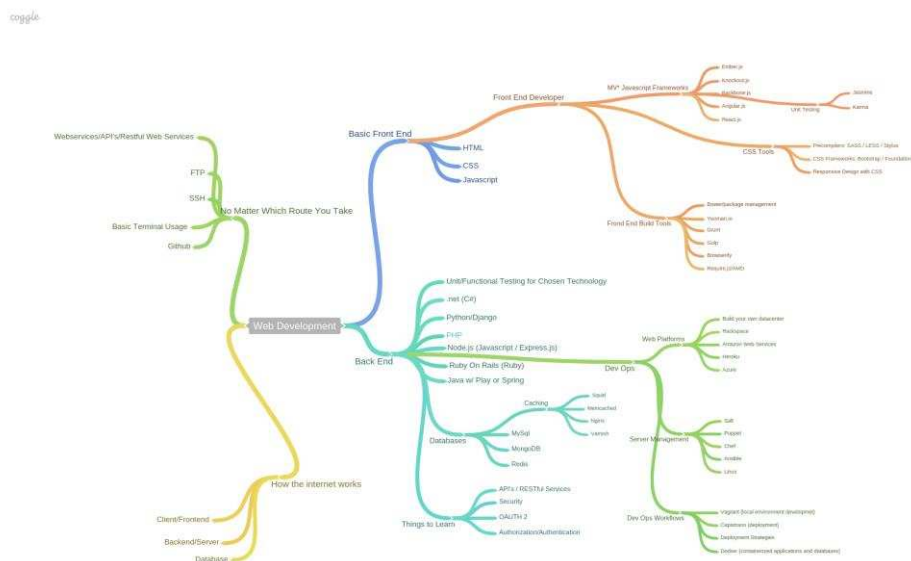 coggle
Web Development
No Matter Which Route You Take
Webservices/API's/Restful Web Services
FTP
SSH
Basic Terminal Usage
Github
How the internet works
Client/Frontend
Backend/Server
Database
Basic Front End
HTML
CSS
Javascript
Front End Developer
MV* Javascript Frameworks
Ember.js
Knockout.js
Backbone.js
Angular.js
React.js
Unit Testing
Jasmine
Karma
CSS Tools
Precompilers: SASS / LESS / Stylus
CSS Frameworks: Bootstrap / Foundation
Responsive Design with CSS
Frond End Build Tools
Bower/package management
Yeoman.io
Grunt
Gulp
Browserify
Require.js/AMD
Back End
Unit/Functional Testing for Chosen Technology
.net (C#)
Python/Django
PHP
Node.js (Javascript / Express.js)
Ruby On Rails (Ruby)
Java w/ Play or Spring
Databases
Caching
Squid
Memcached
Nginx
Varnish
MySql
MongoDB
Redis
Things to Learn
API's / RESTful Services
Security
OAUTH 2
Authorization/Authentication
Dev Ops
Web Platforms
Build your own datacenter
Rackspace
Amazon Web Services
Heroku
Azure
Server Management
Salt
Puppet
Chef
Ansible
Linux
Dev Ops Workflows
Vagrant (local environment development)
Capistrano (deployment)
Deployment Strategies
Docker (containerized applications and databases)